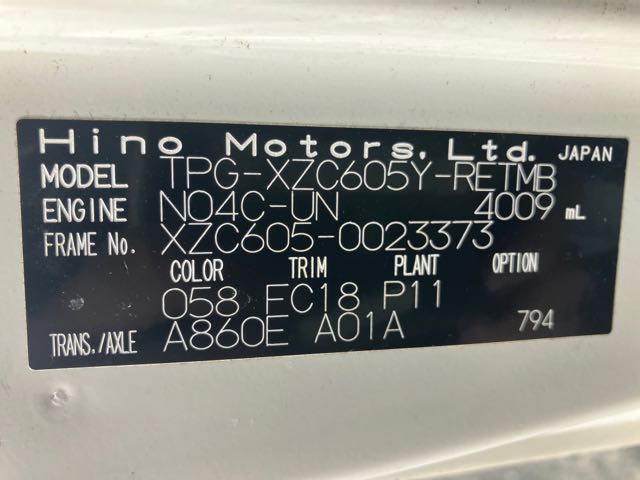 Hino Motors, Ltd. JAPAN
MODEL TPG-XZC605Y-RETMB
ENGINE N04C-UN 4009 mL
FRAME No. XZC605-0023373
COLOR TRIM PLANT OPTION
058 FC18 P11
TRANS./AXLE A860E A01A 794